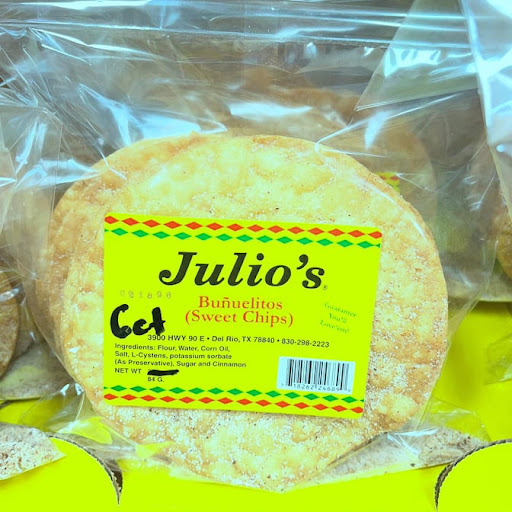 Julio's®
021896
Buñuelitos
(Sweet Chips)
Guarantee
You'll
Love'em!
6ct
3900 HWY 90 E • Del Rio, TX 78840 • 830-298-2223
Ingredients: Flour, Water, Corn Oil,
Salt, L-Cystens, potassium sorbate
(As Preservative), Sugar and Cinnamon
NET WT
84 G.